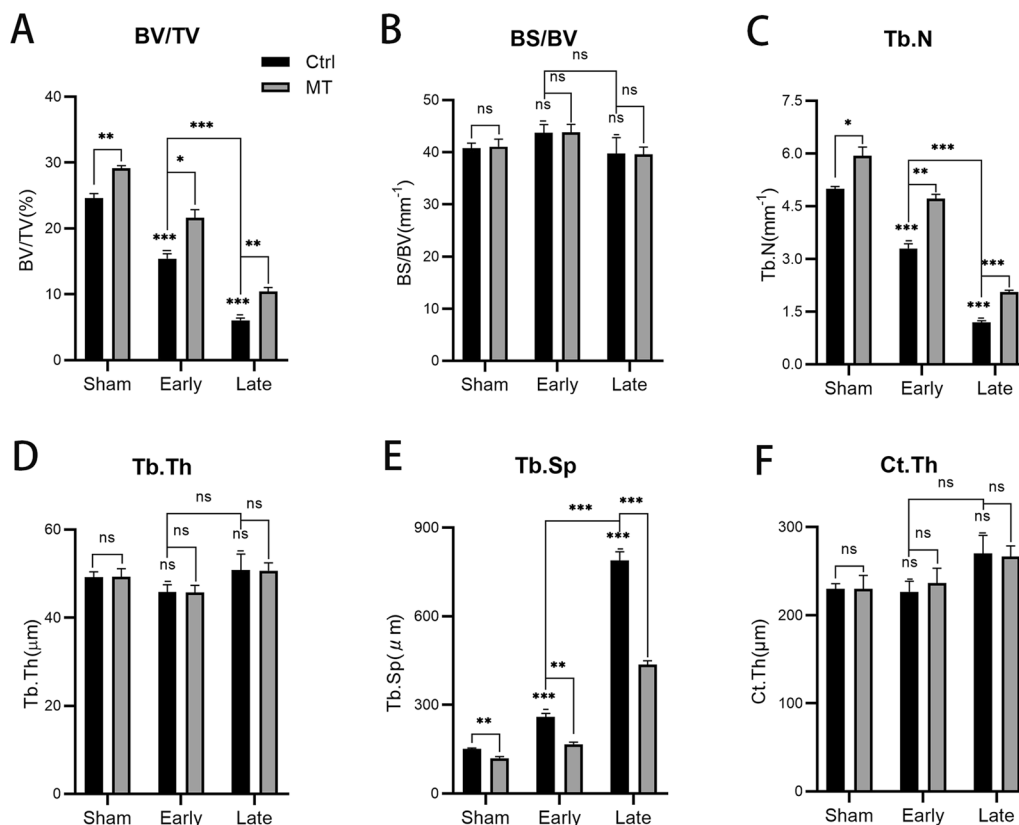 A
BV/TV
Ctrl
MT
BV/TV(%)
40
30
20
10
0
**
***
*
***
***
**
Sham Early Late
B
BS/BV
BS/BV(mm-1)
50
40
30
20
10
0
ns
ns
ns
ns
ns
ns
ns
Sham Early Late
C
Tb.N
Tb.N(mm-1)
7.5
6.0
4.5
3.0
1.5
0.0
*
***
**
***
***
***
Sham Early Late
D
Tb.Th
Tb.Th(μm)
60
40
20
0
ns
ns
ns
ns
ns
ns
Sham Early Late
E
Tb.Sp
Tb.Sp(μm)
900
600
300
0
***
***
***
**
***
**
Sham Early Late
F
Ct.Th
Ct.Th(μm)
300
200
100
0
ns
ns
ns
ns
ns
ns
Sham Early Late